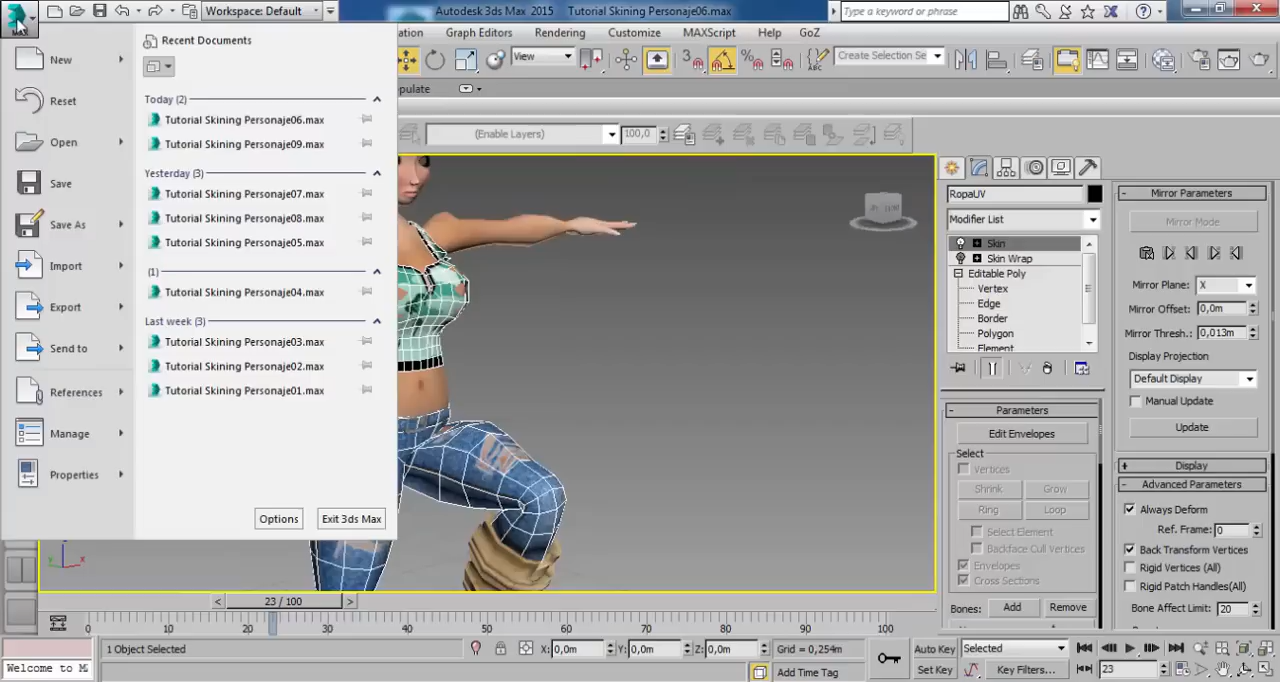 Workspace: Default
Autodesk 3ds Max 2015
Tutorial Skining Personaje06.max
Type a keyword or phrase
Graph Editors
Rendering
Customize
MAXScript
Help
GoZ
View
Create Selection Se
(Enable Layers)
100,0
New
Reset
Open
Save
Save As
Import
Export
Send to
References
Manage
Properties
Recent Documents
Today (2)
Tutorial Skining Personaje06.max
Tutorial Skining Personaje09.max
Yesterday (3)
Tutorial Skining Personaje07.max
Tutorial Skining Personaje08.max
Tutorial Skining Personaje05.max
(1)
Tutorial Skining Personaje04.max
Last week (3)
Tutorial Skining Personaje03.max
Tutorial Skining Personaje02.max
Tutorial Skining Personaje01.max
Options
Exit 3ds Max
RopaUV
Modifier List
Skin
Skin Wrap
Editable Poly
Vertex
Edge
Border
Polygon
Element
Parameters
Edit Envelopes
Select
Vertices
Shrink
Grow
Ring
Loop
Select Element
Backface Cull Vertices
Envelopes
Cross Sections
Bones:
Add
Remove
Mirror Parameters
Mirror Mode
Mirror Plane: X
Mirror Offset: 0,0m
Mirror Thresh.: 0,013m
Display Projection
Default Display
Manual Update
Update
Display
Advanced Parameters
Always Deform
Ref. Frame: 0
Back Transform Vertices
Rigid Vertices (All)
Rigid Patch Handles(All)
Bone Affect Limit: 20
23 / 100
0 10 20 30 40 50 60 70 80 90 100
1 Object Selected
X: 0,0m
Y: 0,0m
Z: 0,0m
Grid = 0,254m
Auto Key
Selected
Welcome to M
Add Time Tag
Set Key
Key Filters...
23